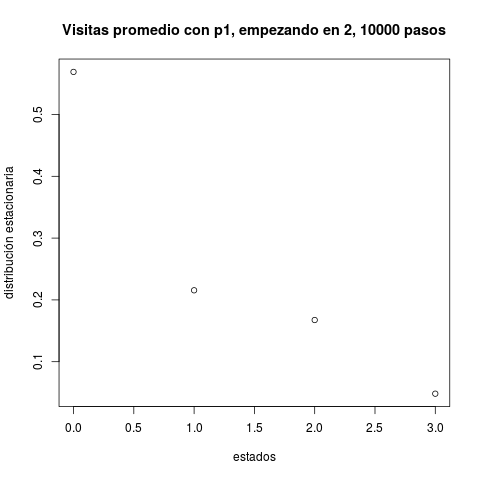 Visitas promedio con p1, empezando en 2, 10000 pasos
distribución estacionaria
0.5
0.4
0.3
0.2
0.1
0.0 0.5 1.0 1.5 2.0 2.5 3.0
estados